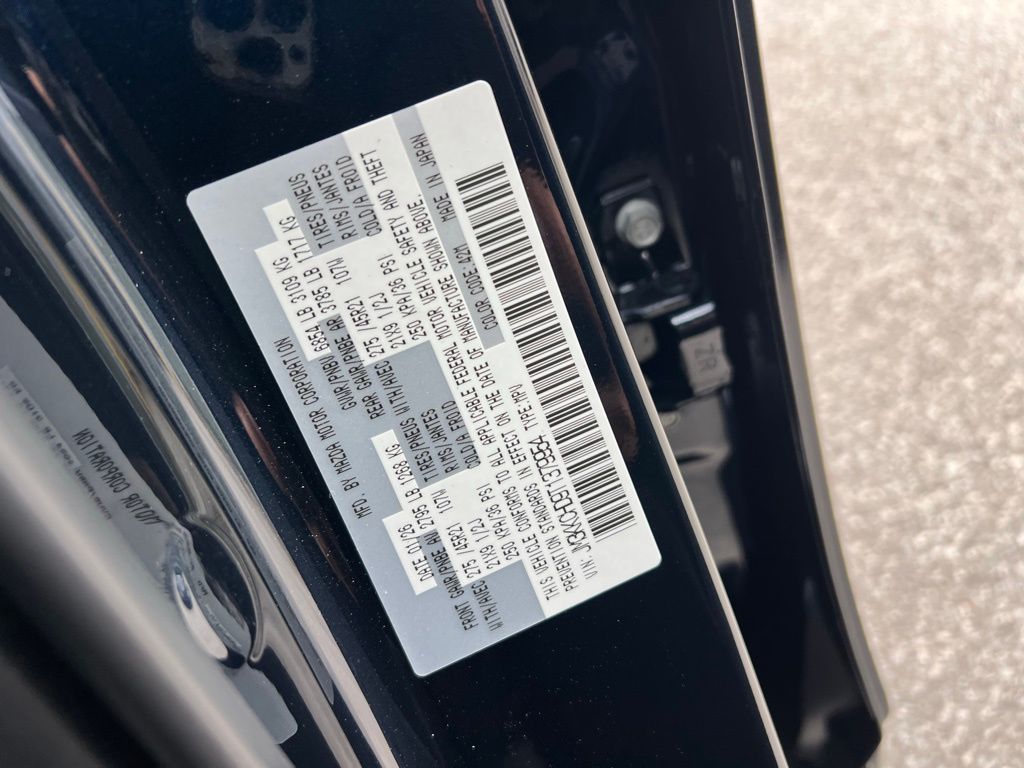 MFD. BY MAZDA MOTOR CORPORATION
DATE 01/26 GVWR/PNBV 6854 LB 3109 KG
FRONT GAWR/PNBE AV 2795 LB 1268 KG REAR GAWR/PNBE AR 3785 LB 1717 KG
WITH/AVEC 275/45R21 107W TIRES/PNEUS WITH/AVEC 275/45R21 107W TIRES/PNEUS
21X9 1/2J RIMS/JANTES 21X9 1/2J RIMS/JANTES
250 KPA/36 PSI COLD/A FROID 250 KPA/36 PSI COLD/A FROID
THIS VEHICLE CONFORMS TO ALL APPLICABLE FEDERAL MOTOR VEHICLE SAFETY AND THEFT
PREVENTION STANDARDS IN EFFECT ON THE DATE OF MANUFACTURE SHOWN ABOVE.
VIN: TYPE: MPV COLOR CODE: 42M MADE IN JAPAN
MAZDA MOTOR CORPORATION
ZR